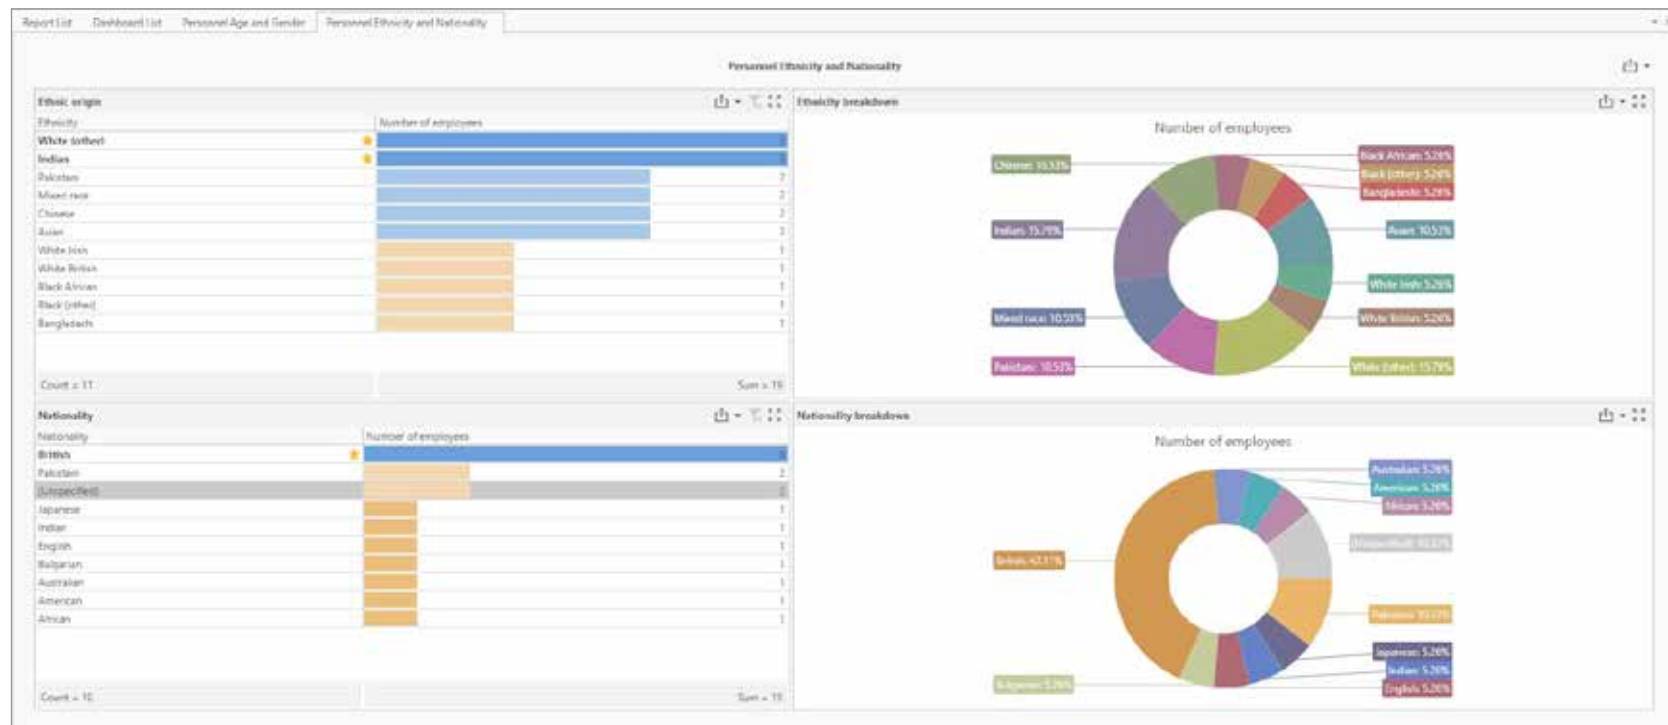 Report List Dashboard List Personnel Age and Gender Personnel Ethnicity and Nationality
Personnel Ethnicity and Nationality
Ethnic origin
Ethnicity Number of employees
White (other)
Indian
Pakistani 2
Mixed race 2
Chinese 2
Asian 2
White Irish 1
White British 1
Black African 1
Black (other) 1
Bangladeshi 1
Count = 11 Sum = 19
Ethnicity breakdown
Number of employees
Chinese: 10.53%
Indian: 15.79%
Mixed race: 10.53%
Pakistani: 10.53%
Black African: 5.26%
Black (other): 5.26%
Bangladeshi: 5.26%
Asian: 10.53%
White Irish: 5.26%
White British: 5.26%
White (other): 15.79%
Nationality
Nationality Number of employees
British
Pakistani 2
(Unspecified) 2
Japanese 1
Indian 1
English 1
Bulgarian 1
Australian 1
American 1
African 1
Count = 10 Sum = 19
Nationality breakdown
Number of employees
British: 42.11%
Bulgarian: 5.26%
Australian: 5.26%
American: 5.26%
African: 5.26%
(Unspecified): 10.53%
Pakistani: 10.53%
Japanese: 5.26%
Indian: 5.26%
English: 5.26%